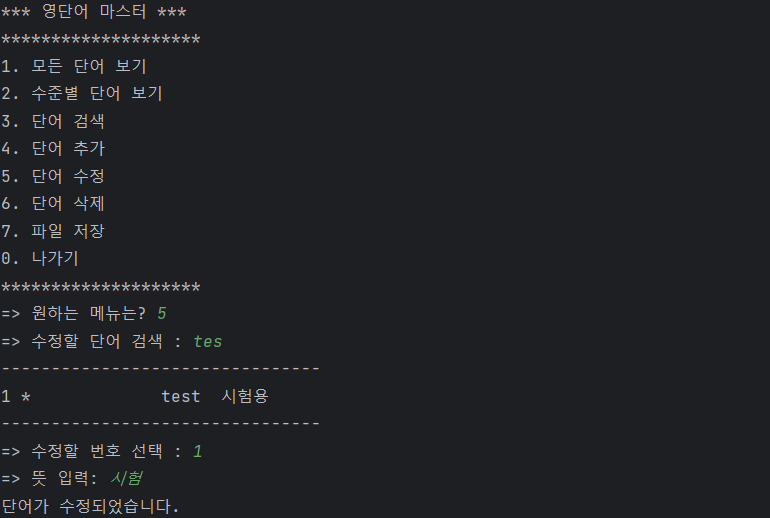 *** 영단어 마스터 ***
********************
1. 모든 단어 보기
2. 수준별 단어 보기
3. 단어 검색
4. 단어 추가
5. 단어 수정
6. 단어 삭제
7. 파일 저장
0. 나가기
********************
=> 원하는 메뉴는? 5
=> 수정할 단어 검색 : tes
--------------------------------
1 *             test  시험용
--------------------------------
=> 수정할 번호 선택 : 1
=> 뜻 입력: 시험
단어가 수정되었습니다.